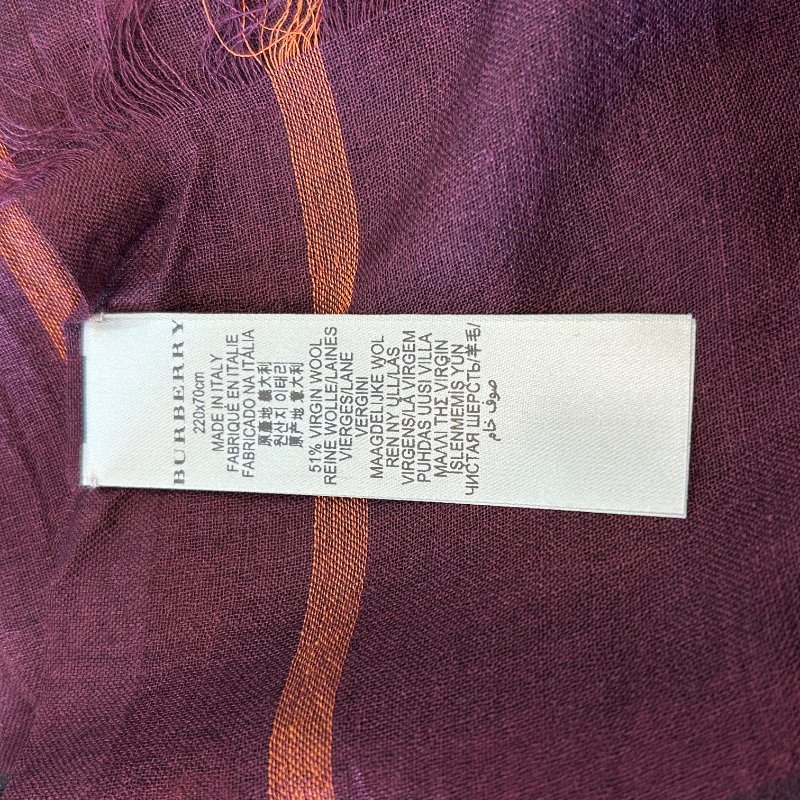 BURBERRY
220x70cm
MADE IN ITALY
FABRIQUÉ EN ITALIE
FABRICADO NA ITÁLIA
原產地 義大利
원산지 이태리
原产地 意大利
51% VIRGIN WOOL
REINE WOLLE/LAINES
VIERGES/LANE
VERGINI
MAAGDELIJKE WOL
REN NY ULL/LÃS
VIRGENS/LÃ VIRGEM
PUHDAS UUSI VILLA
ΜΑΛΛΙ ΤΗΣ VIRGIN
IŞLENMEMIŞ YÜN
ЧИСТАЯ ШЕРСТЬ/羊毛/
صوف خام